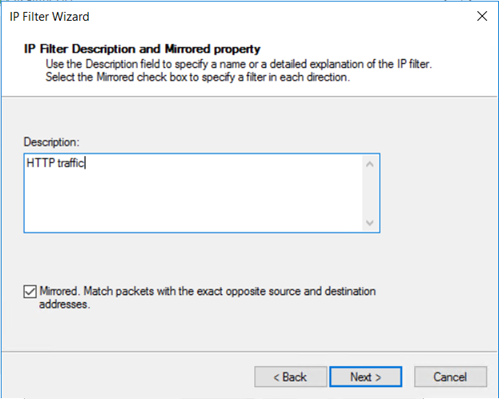 IP Filter Wizard
IP Filter Description and Mirrored property
Use the Description field to specify a name or a detailed explanation of the IP filter.
Select the Mirrored check box to specify a filter in each direction.
Description:
HTTP traffic
Mirrored. Match packets with the exact opposite source and destination
addresses.
< Back
Next >
Cancel